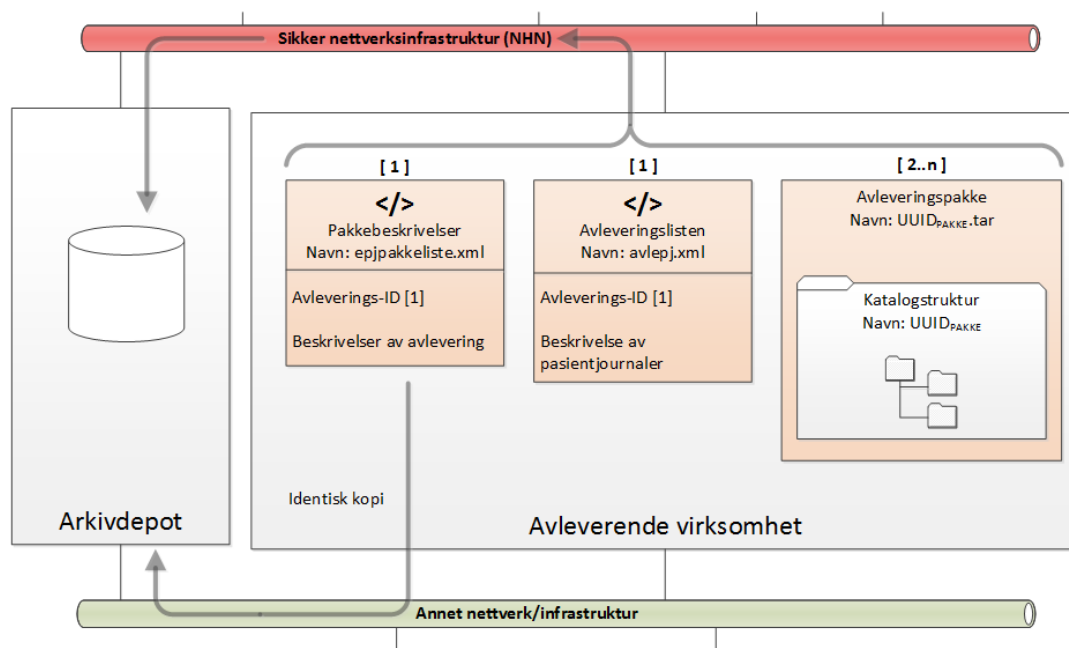 Sikker nettverksinfrastruktur (NHN)
[ 1 ]
</>
Pakkebeskrivelser
Navn: epjpakkeliste.xml
Avleverings-ID [1]
Beskrivelser av avlevering
[ 1 ]
</>
Avleveringslisten
Navn: avlepj.xml
Avleverings-ID [1]
Beskrivelse av
pasientjournaler
[ 2..n ]
Avleveringspakke
Navn: UUIDPAKKE.tar
Katalogstruktur
Navn: UUIDPAKKE
Identisk kopi
Arkivdepot
Avleverende virksomhet
Annet nettverk/infrastruktur